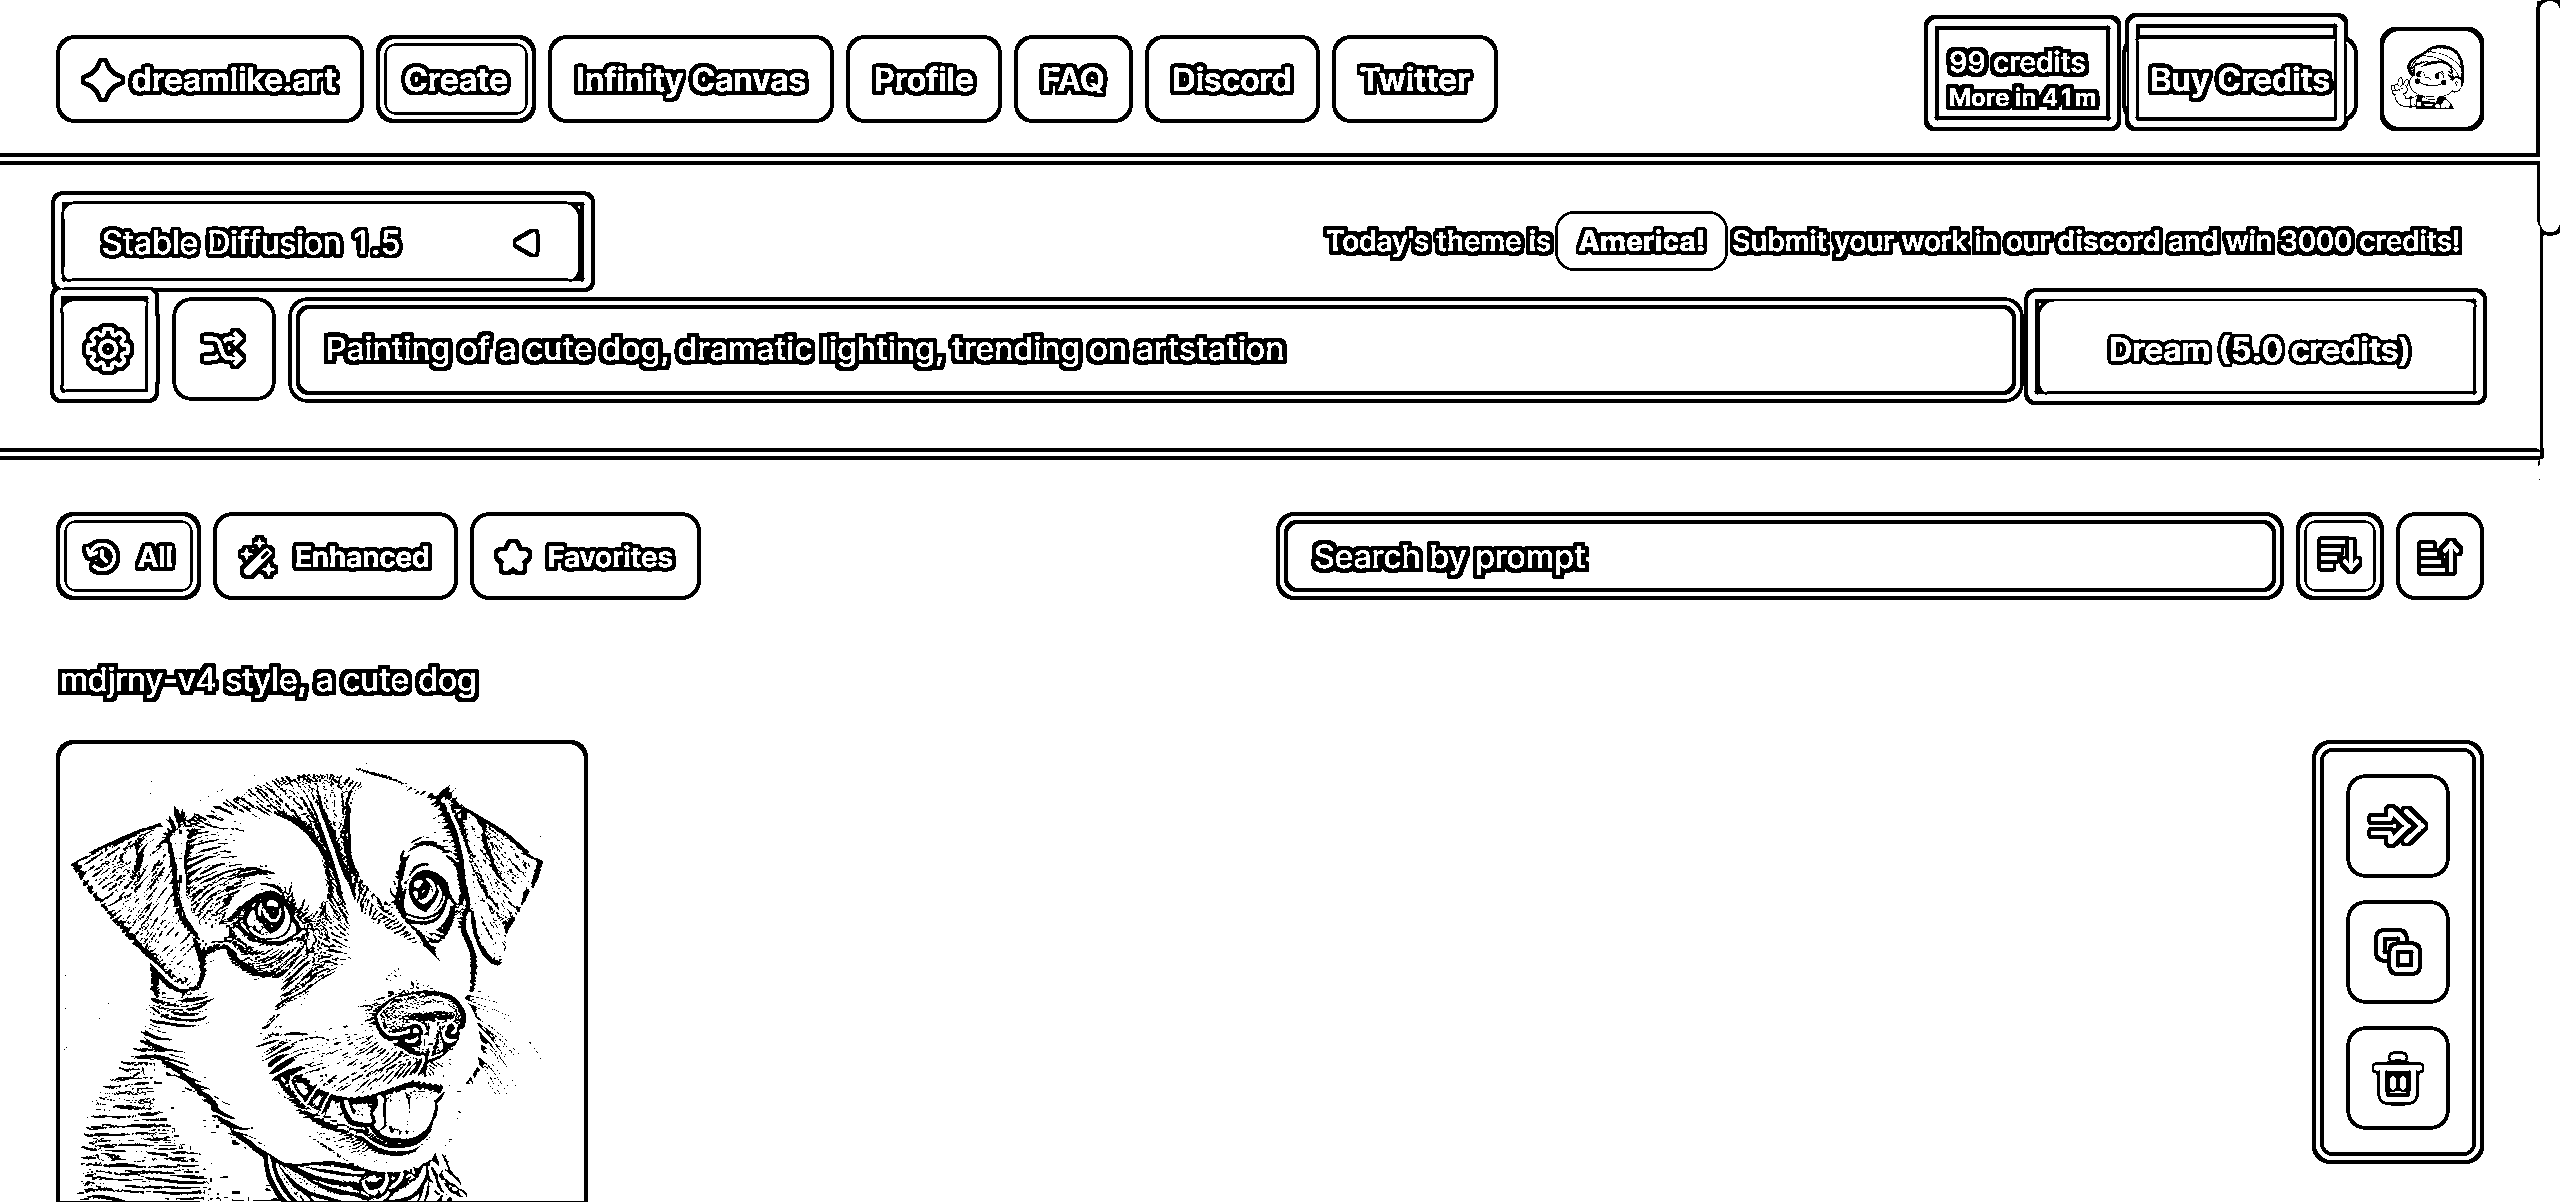 dreamlike.art
Create
Infinity Canvas
Profile
FAQ
Discord
Twitter
99 credits
More in 41m
Buy Credits
Stable Diffusion 1.5
Today's theme is America! Submit your work in our discord and win 3000 credits!
Painting of a cute dog, dramatic lighting, trending on artstation
Dream (5.0 credits)
All
Enhanced
Favorites
Search by prompt
mdjrny-v4 style, a cute dog